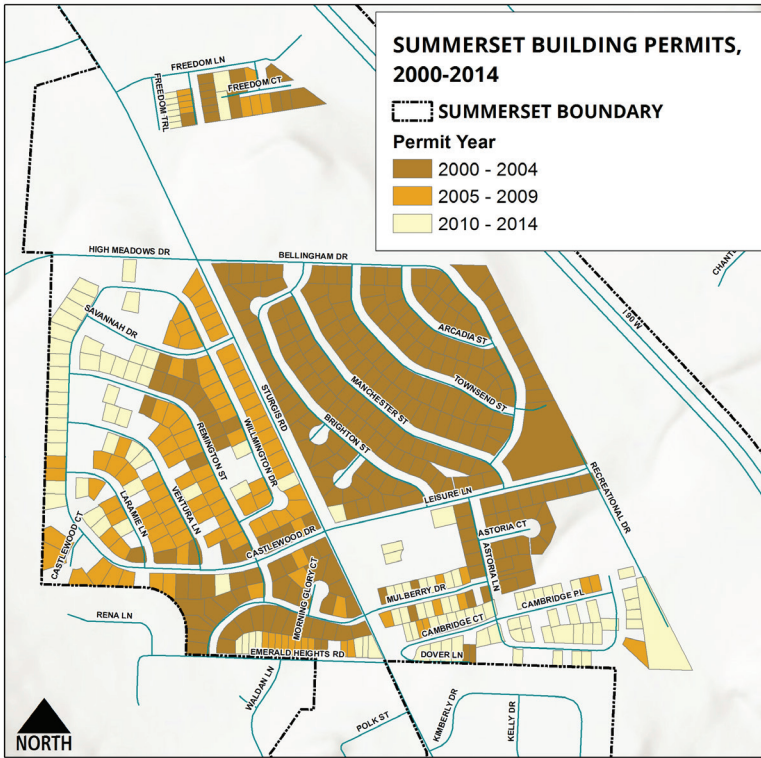 SUMMERSET BUILDING PERMITS,
2000-2014
SUMMERSET BOUNDARY
Permit Year
2000 - 2004
2005 - 2009
2010 - 2014
FREEDOM LN
FREEDOM CT
FREEDOM TRL
HIGH MEADOWS DR
BELLINGHAM DR
I 90 W
SAVANNAH DR
ARCADIA ST
TOWNSEND ST
MANCHESTER ST
BRIGHTON ST
STURGIS RD
WILLMINGTON DR
REMINGTON ST
VENTURA LN
LARAMIE LN
CASTLEWOOD CT
CASTLEWOOD DR
LEISURE LN
RECREATIONAL DR
ASTORIA CT
ASTORIA LN
MORNING GLORY CT
MULBERRY DR
CAMBRIDGE PL
CAMBRIDGE CT
RENA LN
EMERALD HEIGHTS RD
DOVER LN
WALDAN LN
POLK ST
KIMBERLY DR
KELLY DR
NORTH